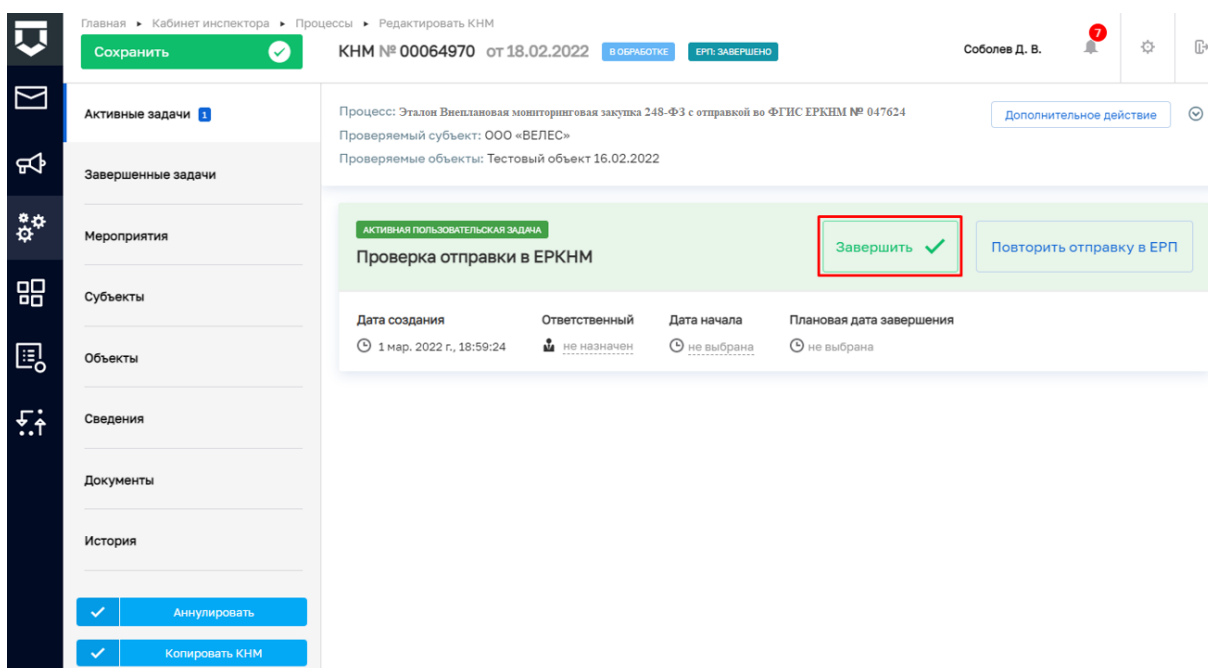 Главная ▸ Кабинет инспектора ▸ Процессы ▸ Редактировать КНМ
Сохранить
КНМ № 00064970 от 18.02.2022 В ОБРАБОТКЕ ЕРП: ЗАВЕРШЕНО
Соболев Д. В.
7
Активные задачи 1
Завершенные задачи
Мероприятия
Субъекты
Объекты
Сведения
Документы
История
Аннулировать
Копировать КНМ
Процесс: Эталон Внеплановая мониторинговая закупка 248-ФЗ с отправкой во ФГИС ЕРКНМ № 047624
Проверяемый субъект: ООО «ВЕЛЕС»
Проверяемые объекты: Тестовый объект 16.02.2022
Дополнительное действие
АКТИВНАЯ ПОЛЬЗОВАТЕЛЬСКАЯ ЗАДАЧА
Проверка отправки в ЕРКНМ
Завершить
Повторить отправку в ЕРП
Дата создания Ответственный Дата начала Плановая дата завершения
1 мар. 2022 г., 18:59:24 не назначен не выбрана не выбрана